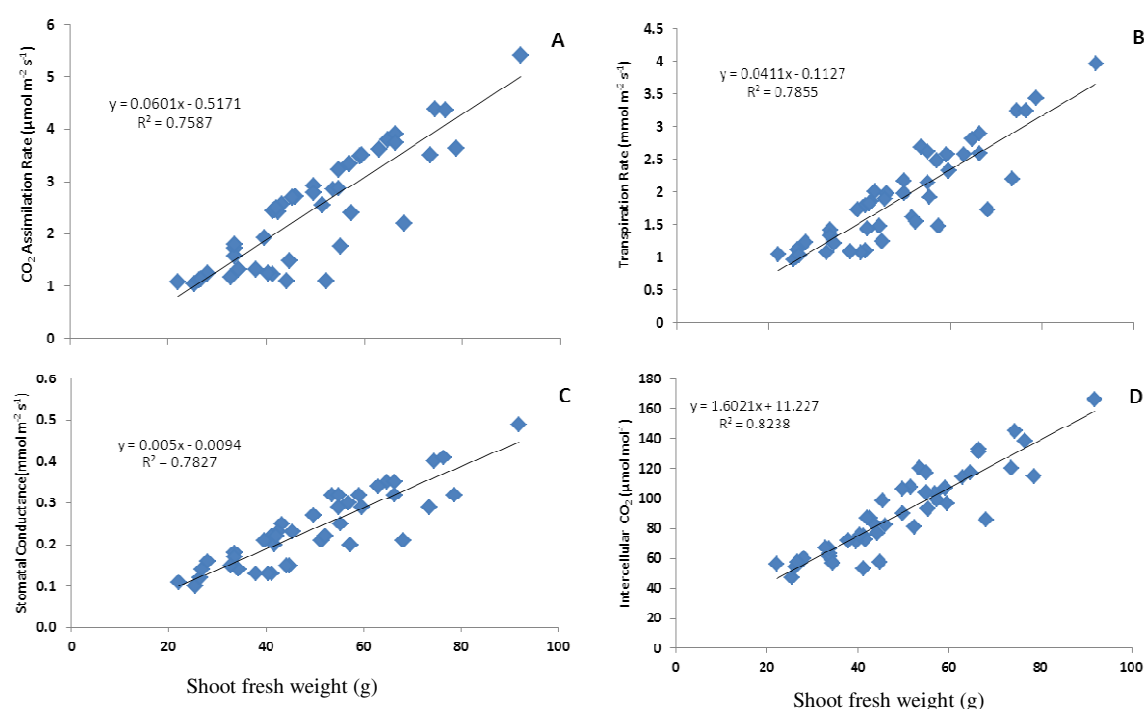 A
CO2 Assimilation Rate (µmol m-2 s-1)
6
5
4
3
2
1
0
y = 0.0601x - 0.5171
R2 = 0.7587
B
Transpiration Rate (mmol m-2 s-1)
4.5
4
3.5
3
2.5
2
1.5
1
0.5
0
y = 0.0411x - 0.1127
R2 = 0.7855
C
Stomatal Conductance(mmol m-2 s-1)
0.6
0.5
0.4
0.3
0.2
0.1
0.0
y = 0.005x - 0.0094
R2 = 0.7827
0 20 40 60 80 100
Shoot fresh weight (g)
D
Intercellular CO2 (µmol mol-1)
180
160
140
120
100
80
60
40
20
0
y = 1.6021x + 11.227
R2 = 0.8238
0 20 40 60 80 100
Shoot fresh weight (g)